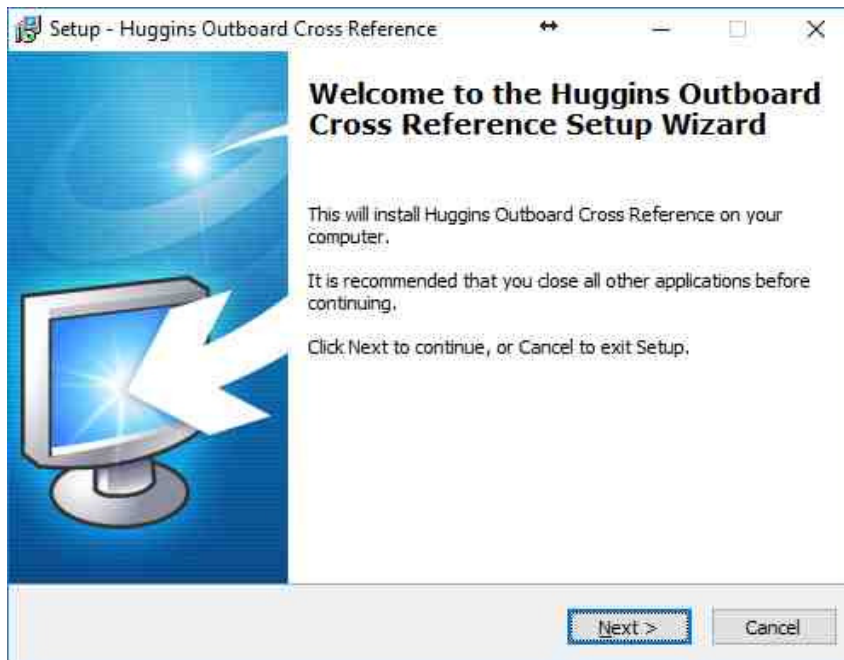 Setup - Huggins Outboard Cross Reference
Welcome to the Huggins Outboard
Cross Reference Setup Wizard
This will install Huggins Outboard Cross Reference on your
computer.
It is recommended that you close all other applications before
continuing.
Click Next to continue, or Cancel to exit Setup.
Next >
Cancel